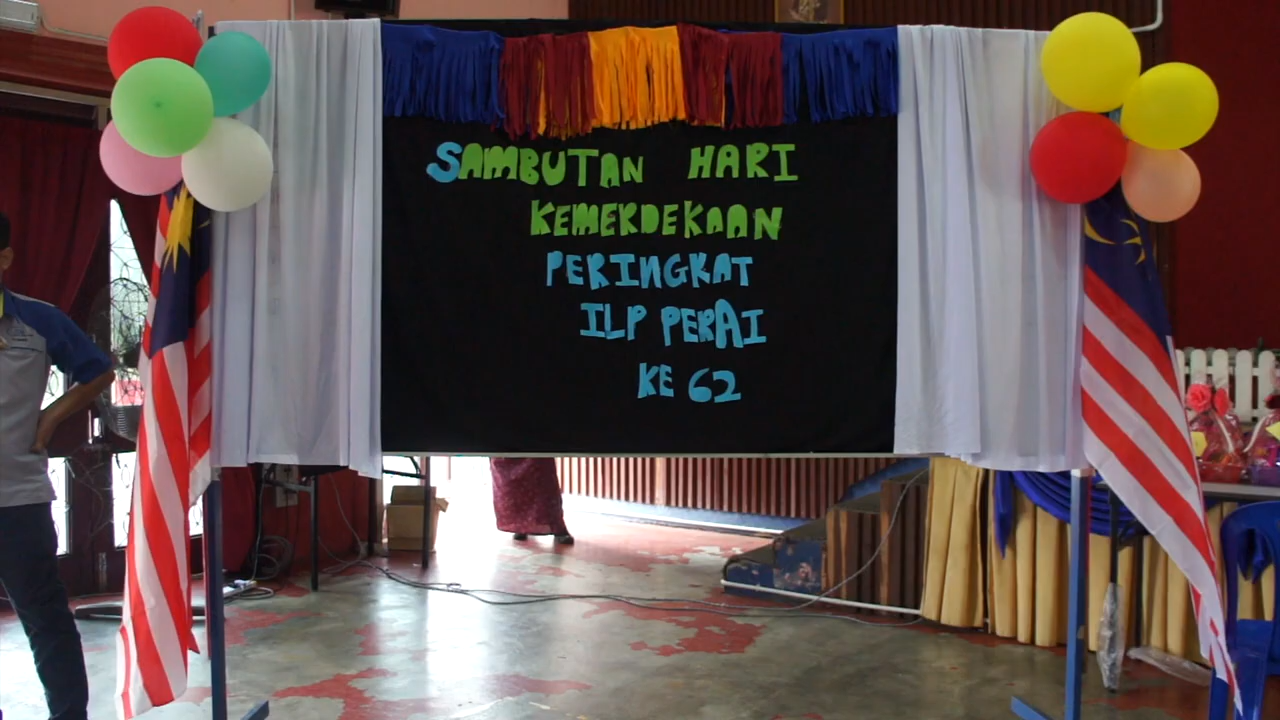 SAMBUTAN HARI
KEMERDEKAAN
PERINGKAT
ILP PERAI
KE 62